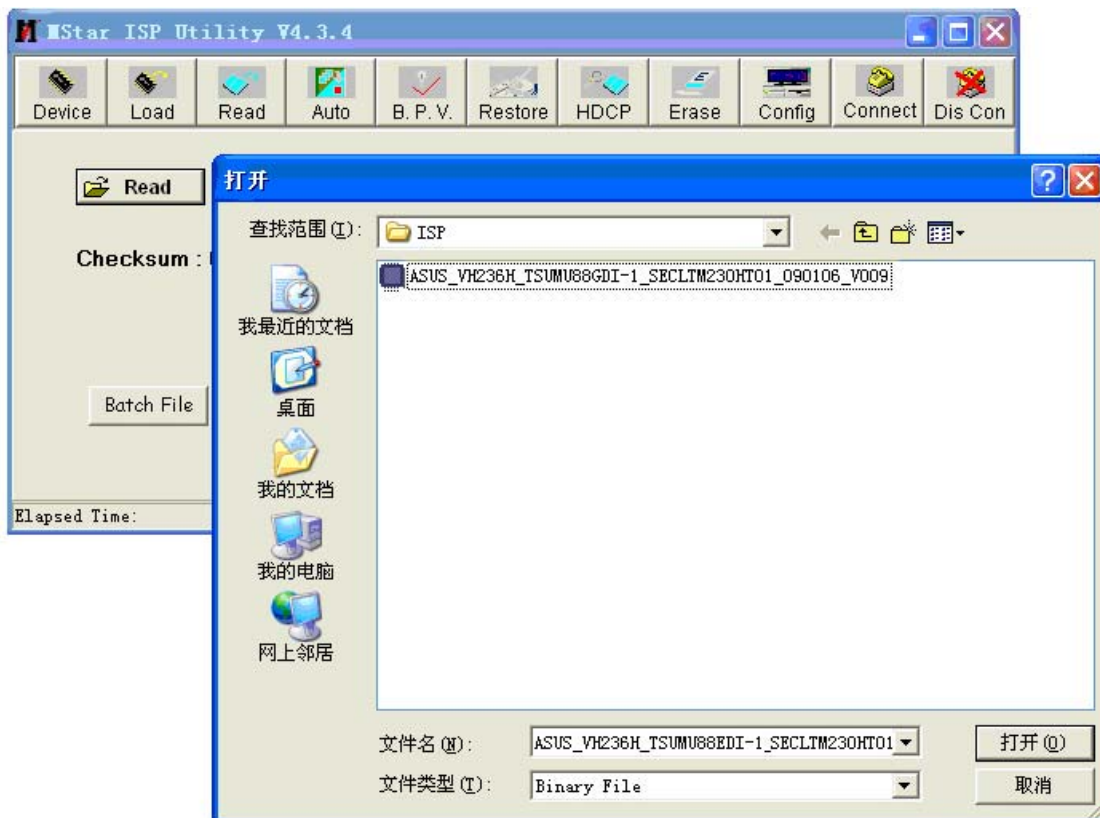 MStar ISP Utility V4.3.4
Device Load Read Auto B. P. V. Restore HDCP Erase Config Connect Dis Con
Read
Checksum :
Batch File
Elapsed Time:
打开
查找范围(I): ISP
ASUS_VH236H_TSUMU88GDI-1_SECLTM230HT01_090106_V009
我最近的文档
桌面
我的文档
我的电脑
网上邻居
文件名(N): ASUS_VH236H_TSUMU88EDI-1_SECLTM230HT01
打开(O)
文件类型(T): Binary File
取消